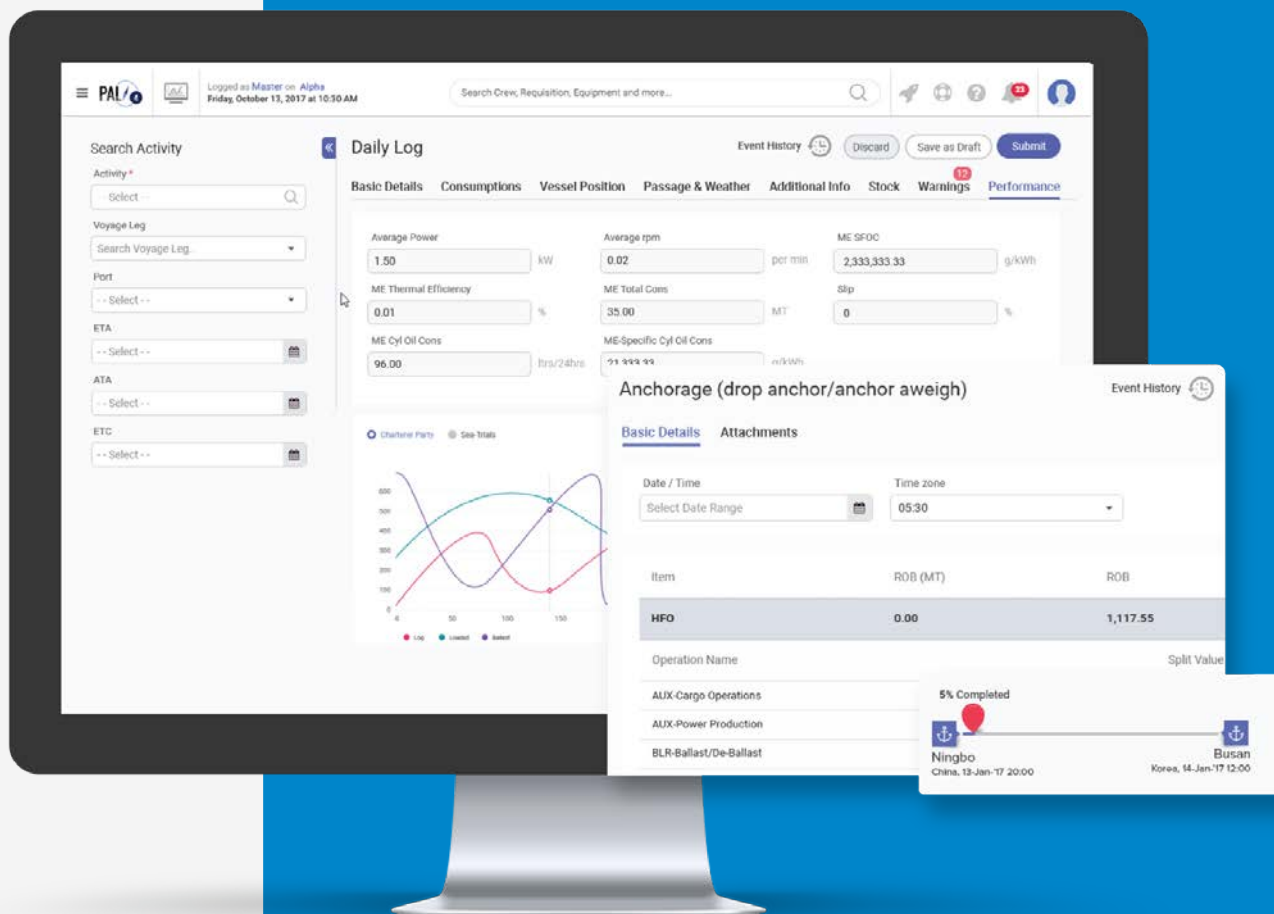 PAL
Logged as Master on Alpha
Friday, October 13, 2017 at 10:30 AM
Search Crew, Requisition, Equipment and more...
23
Search Activity
Activity *
-- Select --
Voyage Leg
Search Voyage Leg..
Port
-- Select --
ETA
-- Select --
ATA
-- Select --
ETC
-- Select --
Daily Log
Event History
Discard
Save as Draft
Submit
Basic Details Consumptions Vessel Position Passage & Weather Additional Info Stock Warnings 12 Performance
Average Power Average rpm ME SFOC
1.50 kW 0.02 per min 2,333,333.33 g/kWh
ME Thermal Efficiency ME Total Cons Slip
0.01 % 35.00 MT 0 %
ME Cyl Oil Cons ME-Specific Cyl Oil Cons
96.00 ltrs/24hrs 21,333.33 g/kWh
Charterer Party Sea-Trials
600
500
400
300
200
100
0
0 50 100 150
Log Loaded Ballast
Anchorage (drop anchor/anchor aweigh)
Event History
Basic Details Attachments
Date / Time Time zone
Select Date Range 05:30
Item ROB (MT) ROB
HFO 0.00 1,117.55
Operation Name Split Value
AUX-Cargo Operations
AUX-Power Production
BLR-Ballast/De-Ballast
5% Completed
Ningbo
China, 13-Jan-'17 20:00
Busan
Korea, 14-Jan-'17 12:00